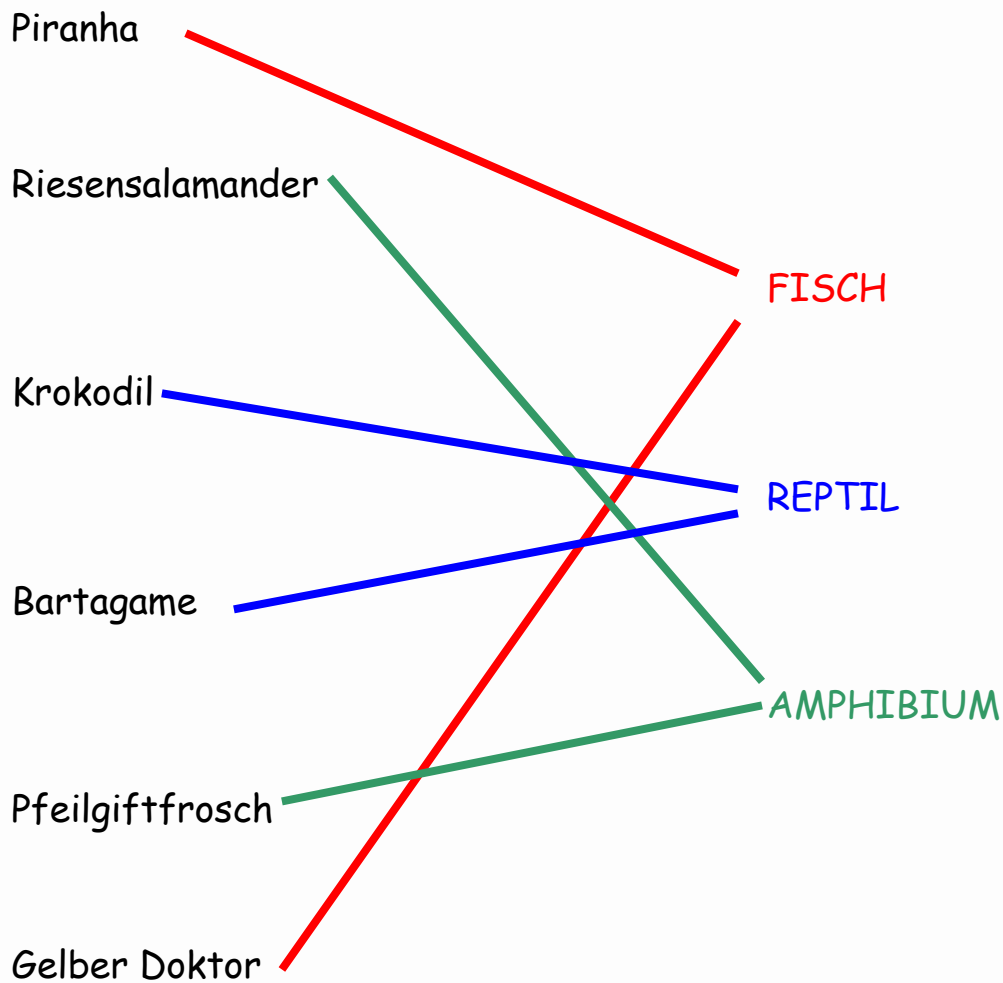 Piranha
Riesensalamander
FISCH
Krokodil
REPTIL
Bartagame
AMPHIBIUM
Pfeilgiftfrosch
Gelber Doktor